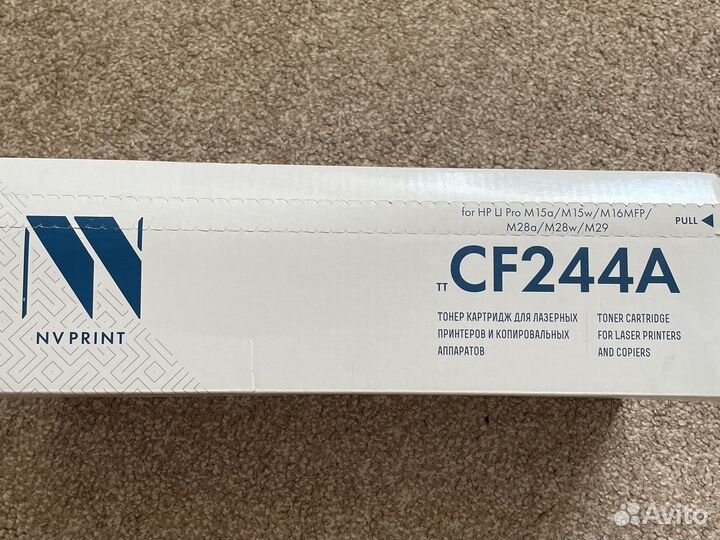 for HP LJ Pro M15a/M15w/M16MFP/
M28a/M28w/M29
PULL
TT CF244A
NV PRINT
ТОНЕР КАРТРИДЖ ДЛЯ ЛАЗЕРНЫХ
ПРИНТЕРОВ И КОПИРОВАЛЬНЫХ
АППАРАТОВ
TONER CARTRIDGE
FOR LASER PRINTERS
AND COPIERS
Avito